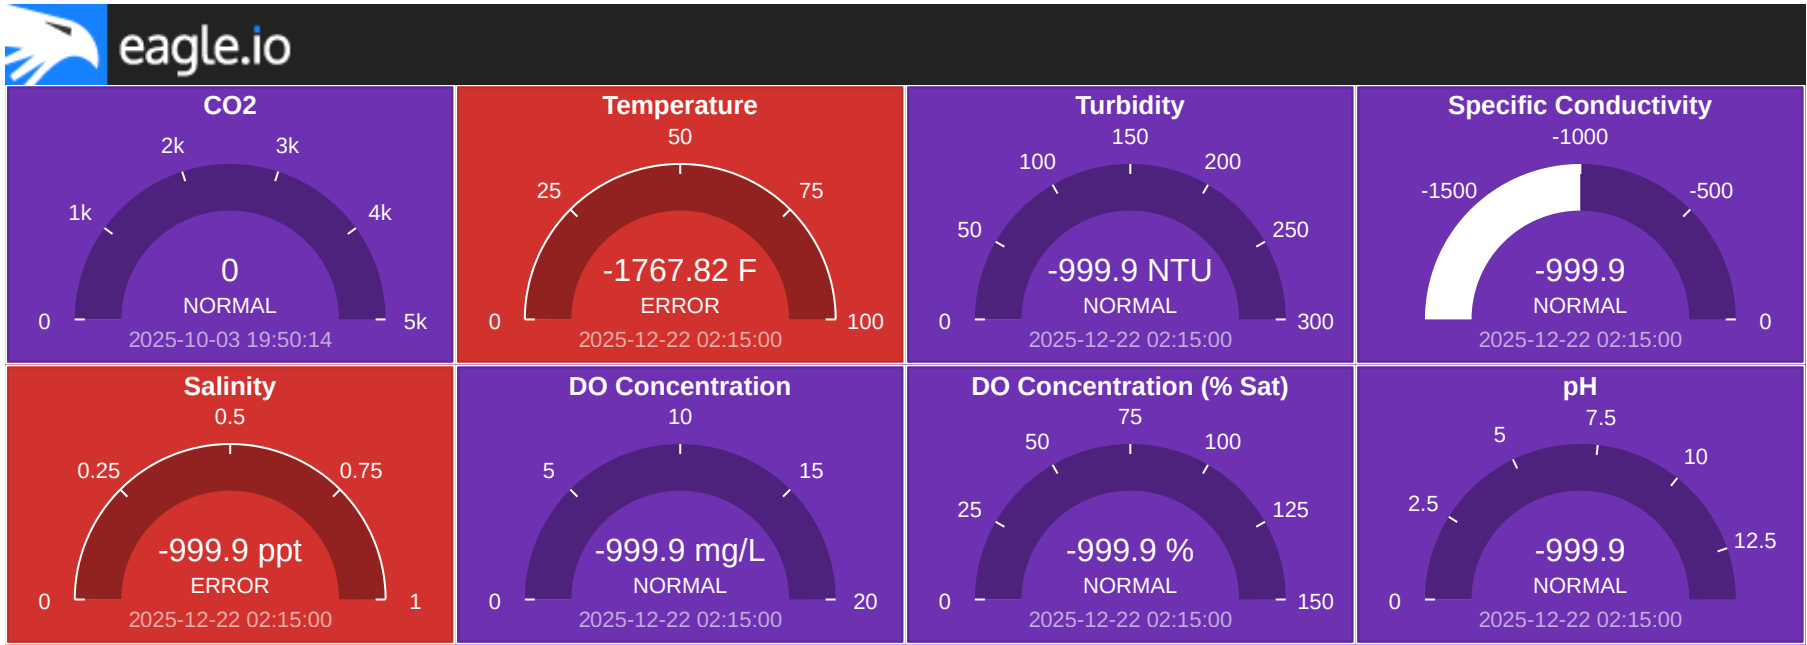 eagle.io
CO2
2k
3k
1k
4k
0
NORMAL
0
5k
2025-10-03 19:50:14
Temperature
50
25
75
-1767.82 F
ERROR
0
100
2025-12-22 02:15:00
Turbidity
150
100
200
50
250
-999.9 NTU
NORMAL
0
300
2025-12-22 02:15:00
Specific Conductivity
-1000
-1500
-500
-999.9
NORMAL
0
2025-12-22 02:15:00
Salinity
0.5
0.25
0.75
-999.9 ppt
ERROR
0
1
2025-12-22 02:15:00
DO Concentration
10
5
15
-999.9 mg/L
NORMAL
0
20
2025-12-22 02:15:00
DO Concentration (% Sat)
75
50
100
25
125
-999.9 %
NORMAL
0
150
2025-12-22 02:15:00
pH
7.5
5
10
2.5
12.5
-999.9
NORMAL
0
2025-12-22 02:15:00